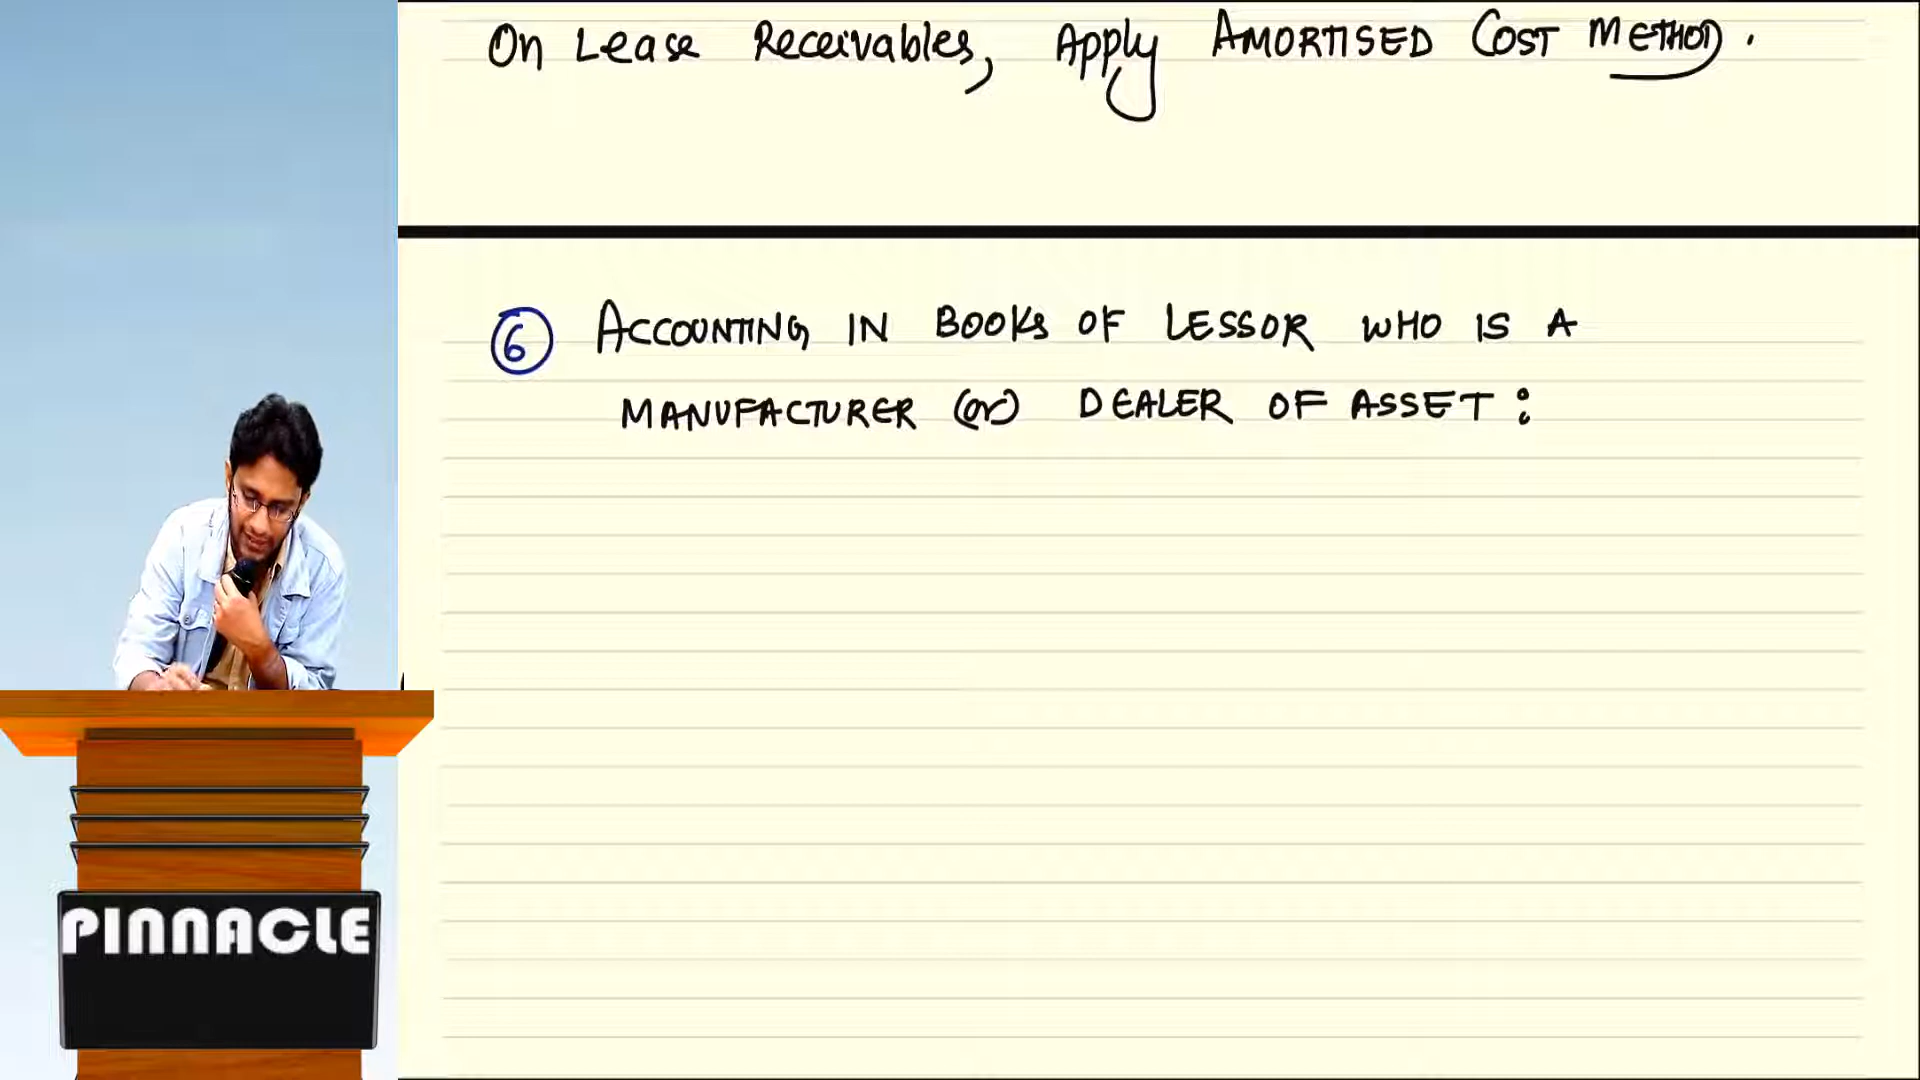 On Lease Receivables, Apply AMORTISED COST METHOD.
6 ACCOUNTING IN BOOKS OF LESSOR WHO IS A
MANUFACTURER (or) DEALER OF ASSET :
PINNACLE